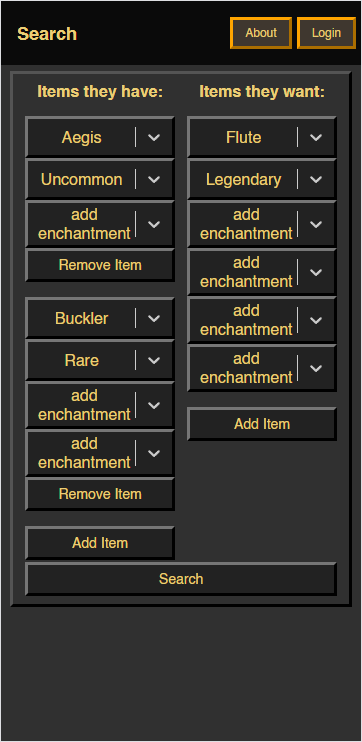 Search
About
Login
Items they have:
Aegis
Uncommon
add
enchantment
Remove Item
Buckler
Rare
add
enchantment
add
enchantment
Remove Item
Add Item
Items they want:
Flute
Legendary
add
enchantment
add
enchantment
add
enchantment
add
enchantment
Add Item
Search